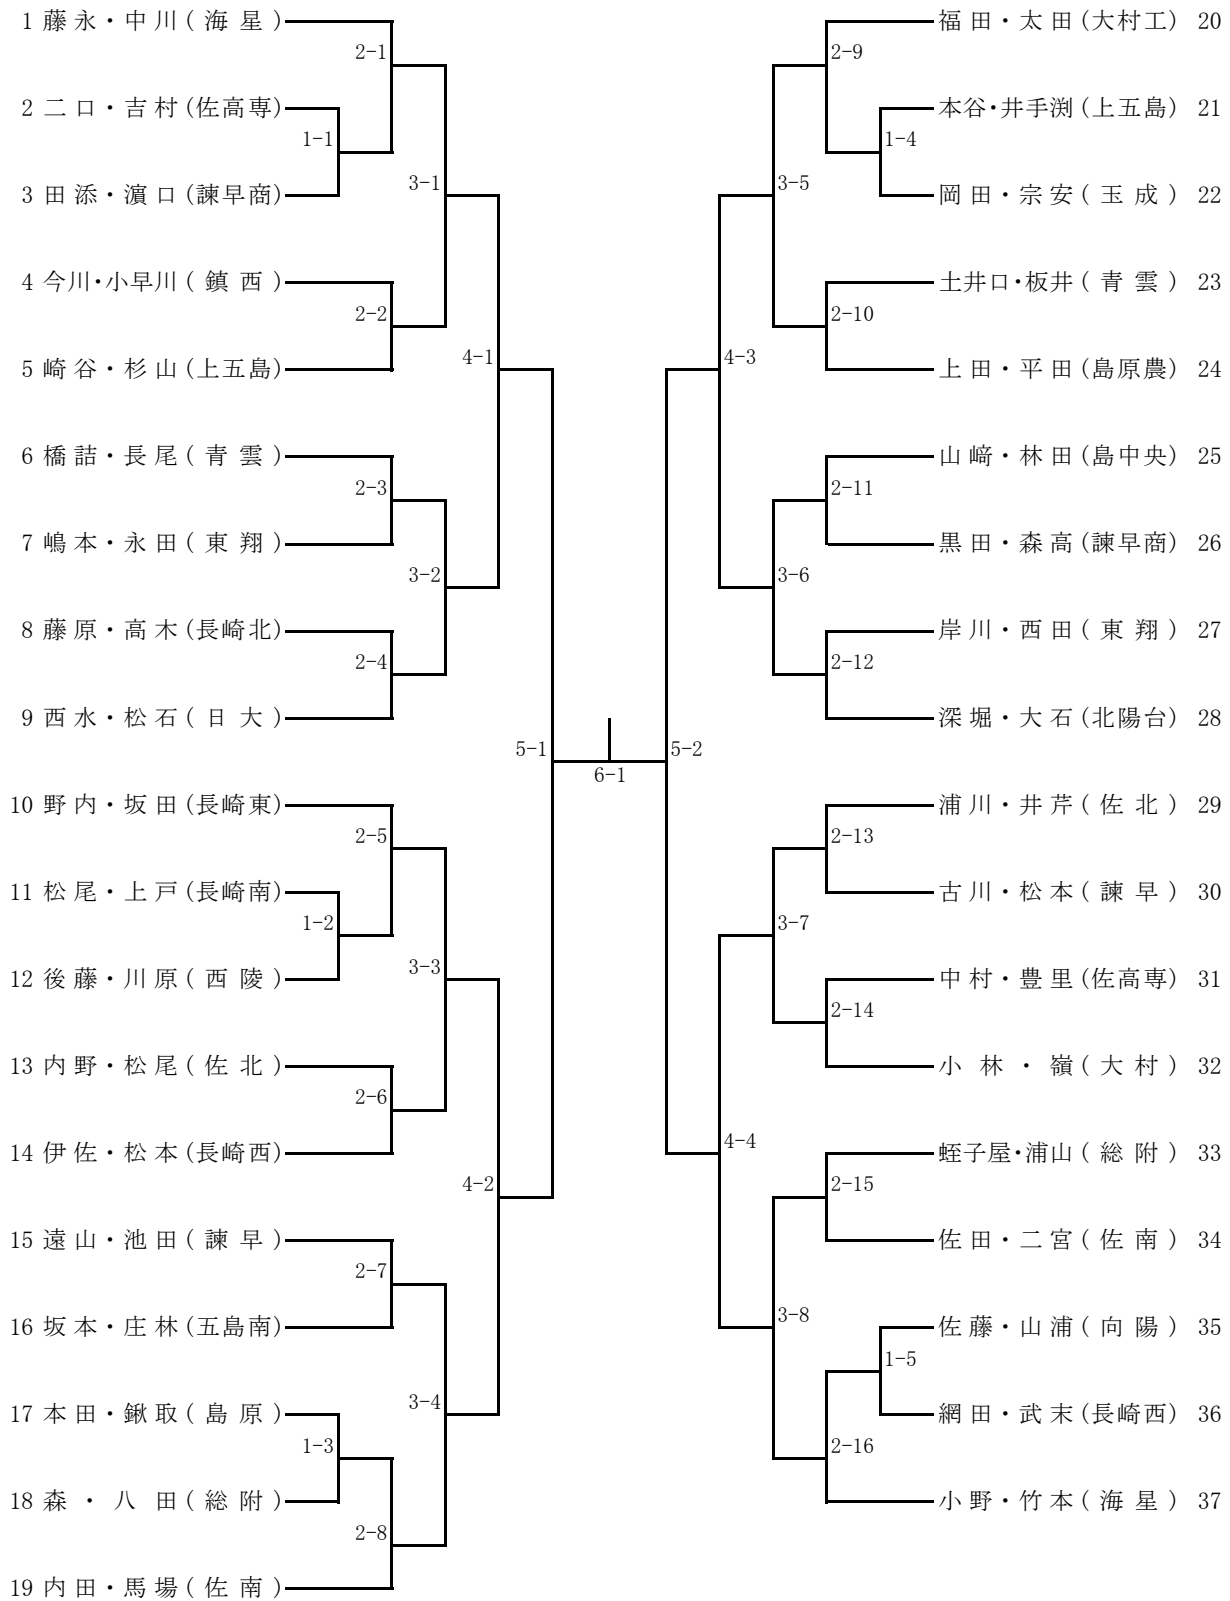 1 藤永・中川(海星)
2 二口・吉村(佐高専)
3 田添・濵口(諫早商)
4 今川・小早川(鎮西)
5 崎谷・杉山(上五島)
6 橋詰・長尾(青雲)
7 嶋本・永田(東翔)
8 藤原・高木(長崎北)
9 西水・松石(日大)
10 野内・坂田(長崎東)
11 松尾・上戸(長崎南)
12 後藤・川原(西陵)
13 内野・松尾(佐北)
14 伊佐・松本(長崎西)
15 遠山・池田(諫早)
16 坂本・庄林(五島南)
17 本田・鍬取(島原)
18 森・八田(総附)
19 内田・馬場(佐南)
1-1
1-2
1-3
2-1
2-2
2-3
2-4
2-5
2-6
2-7
2-8
3-1
3-2
3-3
3-4
4-1
4-2
5-1
6-1
5-2
4-3
4-4
3-5
3-6
3-7
3-8
2-9
2-10
2-11
2-12
2-13
2-14
2-15
2-16
1-4
1-5
福田・太田(大村工) 20
本谷・井手渕(上五島) 21
岡田・宗安(玉成) 22
土井口・板井(青雲) 23
上田・平田(島原農) 24
山﨑・林田(島中央) 25
黒田・森高(諫早商) 26
岸川・西田(東翔) 27
深堀・大石(北陽台) 28
浦川・井芹(佐北) 29
古川・松本(諫早) 30
中村・豊里(佐高専) 31
小林・嶺(大村) 32
蛭子屋・浦山(総附) 33
佐田・二宮(佐南) 34
佐藤・山浦(向陽) 35
網田・武末(長崎西) 36
小野・竹本(海星) 37